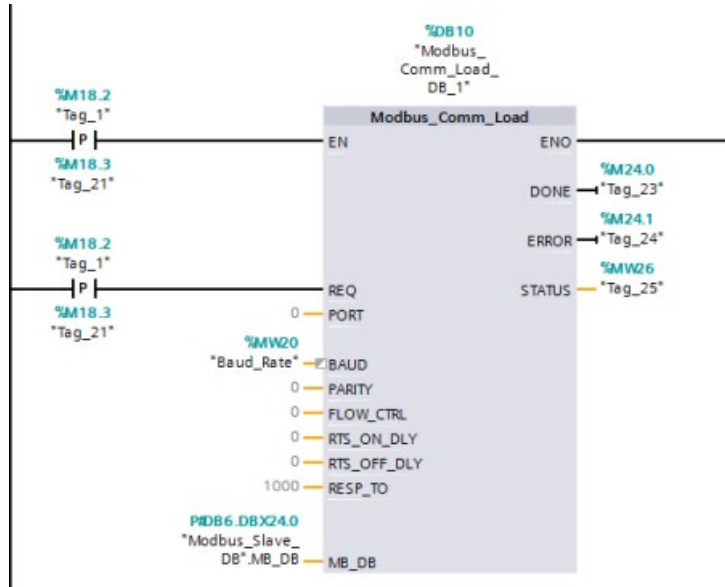 %DB10
"Modbus_
Comm_Load_
DB_1"
Modbus_Comm_Load
%M18.2
"Tag_1"
P
%M18.3
"Tag_21"
EN
ENO
%M24.0
DONE
"Tag_23"
%M24.1
ERROR
"Tag_24"
%M18.2
"Tag_1"
P
%M18.3
"Tag_21"
REQ
%MW26
STATUS
"Tag_25"
0 PORT
%MW20
"Baud_Rate" BAUD
0 PARITY
0 FLOW_CTRL
0 RTS_ON_DLY
0 RTS_OFF_DLY
1000 RESP_TO
P#DB6.DBX24.0
"Modbus_Slave_
DB".MB_DB MB_DB